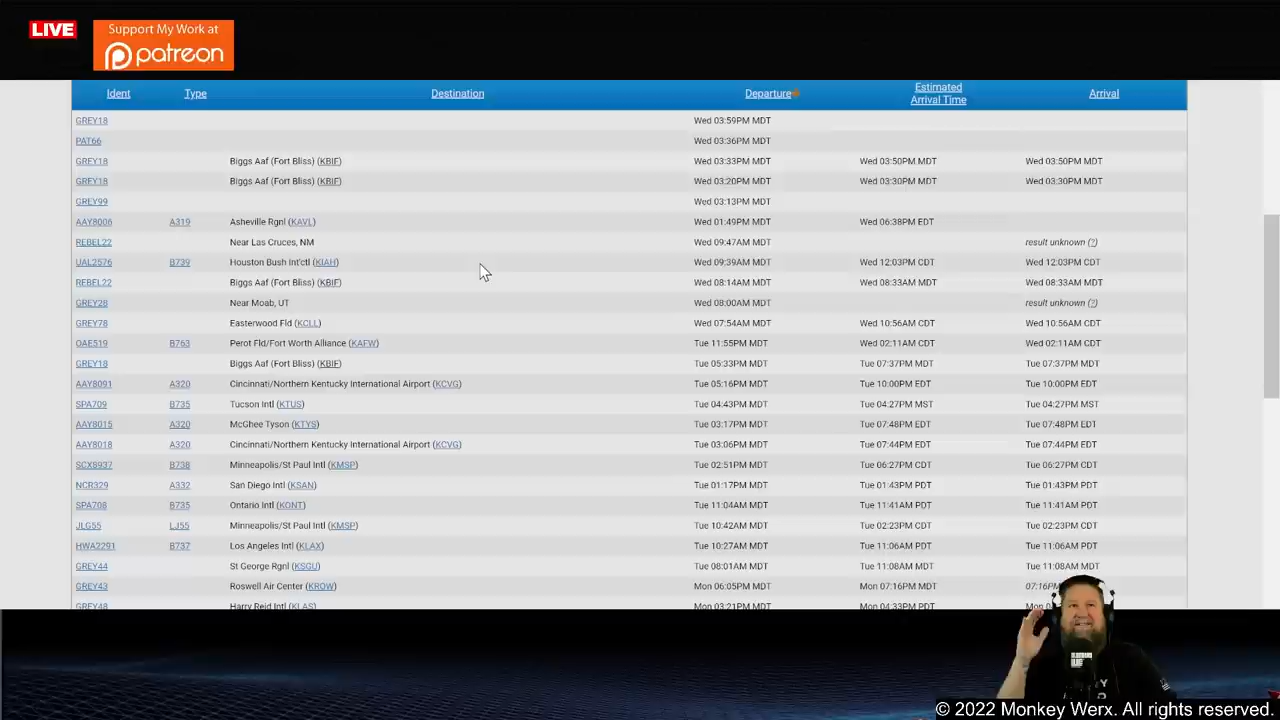 LIVE
Support My Work at
patreon
Ident Type Destination Departure Estimated Arrival Time Arrival
GREY18 Wed 03:59PM MDT
PAT66 Wed 03:36PM MDT
GREY18 Biggs Aaf (Fort Bliss) (KBIF) Wed 03:33PM MDT Wed 03:50PM MDT Wed 03:50PM MDT
GREY18 Biggs Aaf (Fort Bliss) (KBIF) Wed 03:20PM MDT Wed 03:30PM MDT Wed 03:30PM MDT
GREY99 Wed 03:13PM MDT
AAY8006 A319 Asheville Rgnl (KAVL) Wed 01:49PM MDT Wed 06:38PM EDT
REBEL22 Near Las Cruces, NM Wed 09:47AM MDT result unknown (?)
UAL2576 B739 Houston Bush Int'ctl (KIAH) Wed 09:39AM MDT Wed 12:03PM CDT Wed 12:03PM CDT
REBEL22 Biggs Aaf (Fort Bliss) (KBIF) Wed 08:14AM MDT Wed 08:33AM MDT Wed 08:33AM MDT
GREY28 Near Moab, UT Wed 08:00AM MDT result unknown (?)
GREY78 Easterwood Fld (KCLL) Wed 07:54AM MDT Wed 10:56AM CDT Wed 10:56AM CDT
OAE519 B763 Perot Fld/Fort Worth Alliance (KAFW) Tue 11:55PM MDT Wed 02:11AM CDT Wed 02:11AM CDT
GREY18 Biggs Aaf (Fort Bliss) (KBIF) Tue 05:33PM MDT Tue 07:37PM MDT Tue 07:37PM MDT
AAY8091 A320 Cincinnati/Northern Kentucky International Airport (KCVG) Tue 05:16PM MDT Tue 10:00PM EDT Tue 10:00PM EDT
SPA709 B735 Tucson Intl (KTUS) Tue 04:43PM MDT Tue 04:27PM MST Tue 04:27PM MST
AAY8015 A320 McGhee Tyson (KTYS) Tue 03:17PM MDT Tue 07:48PM EDT Tue 07:48PM EDT
AAY8018 A320 Cincinnati/Northern Kentucky International Airport (KCVG) Tue 03:06PM MDT Tue 07:44PM EDT Tue 07:44PM EDT
SCX8937 B738 Minneapolis/St Paul Intl (KMSP) Tue 02:51PM MDT Tue 06:27PM CDT Tue 06:27PM CDT
NCR329 A332 San Diego Intl (KSAN) Tue 01:17PM MDT Tue 01:43PM PDT Tue 01:43PM PDT
SPA708 B735 Ontario Intl (KONT) Tue 11:04AM MDT Tue 11:41AM PDT Tue 11:41AM PDT
JLG55 LJ55 Minneapolis/St Paul Intl (KMSP) Tue 10:42AM MDT Tue 02:23PM CDT Tue 02:23PM CDT
HWA2291 B737 Los Angeles Intl (KLAX) Tue 10:27AM MDT Tue 11:06AM PDT Tue 11:06AM PDT
GREY44 St George Rgnl (KSGU) Tue 08:01AM MDT Tue 11:08AM MDT Tue 11:08AM MDT
GREY43 Roswell Air Center (KROW) Mon 06:05PM MDT Mon 07:16PM MDT 07:16PM
GREY48 Harry Reid Intl (KLAS) Mon 03:21PM MDT Mon 04:33PM PDT Mon
© 2022 Monkey Werx. All rights reserved.